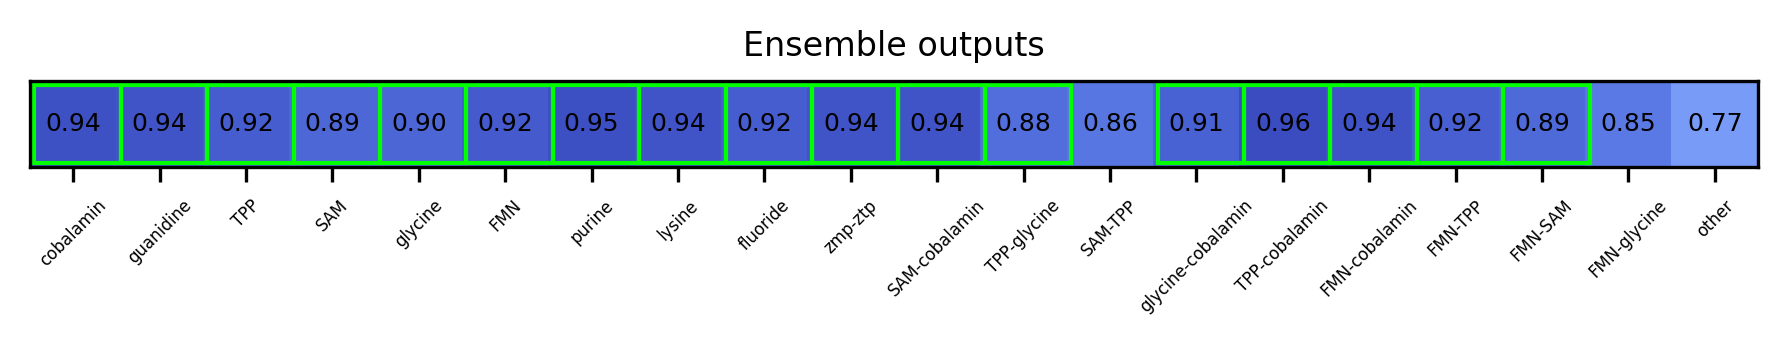 Ensemble outputs
0.94 0.94 0.92 0.89 0.90 0.92 0.95 0.94 0.92 0.94 0.94 0.88 0.86 0.91 0.96 0.94 0.92 0.89 0.85 0.77
cobalamin guanidine TPP SAM glycine FMN purine lysine fluoride zmp-ztp SAM-cobalamin TPP-glycine SAM-TPP glycine-cobalamin TPP-cobalamin FMN-cobalamin FMN-TPP FMN-SAM FMN-glycine other